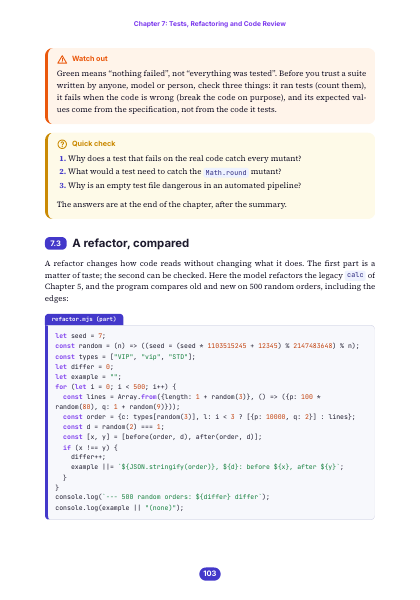 Chapter 7: Tests, Refactoring and Code Review
Watch out
Green means “nothing failed”, not “everything was tested”. Before you trust a suite
written by anyone, model or person, check three things: it ran tests (count them),
it fails when the code is wrong (break the code on purpose), and its expected val-
ues come from the specification, not from the code it tests.
Quick check
1. Why does a test that fails on the real code catch every mutant?
2. What would a test need to catch the Math.round mutant?
3. Why is an empty test file dangerous in an automated pipeline?
The answers are at the end of the chapter, after the summary.
7.3 A refactor, compared
A refactor changes how code reads without changing what it does. The first part is a
matter of taste; the second can be checked. Here the model refactors the legacy calc of
Chapter 5, and the program compares old and new on 500 random orders, including the
edges:
refactor.mjs (part)
let seed = 7;
const random = (n) => ((seed = (seed * 1103515245 + 12345) % 2147483648) % n);
const types = ["VIP", "vip", "STD"];
let differ = 0;
let example = "";
for (let i = 0; i < 500; i++) {
  const lines = Array.from({length: 1 + random(3)}, () => ({p: 100 *
random(80), q: 1 + random(9)}));
  const order = {c: types[random(3)], l: i < 3 ? [{p: 10000, q: 2}] : lines};
  const d = random(2) === 1;
  const [x, y] = [before(order, d), after(order, d)];
  if (x !== y) {
    differ++;
    example ||= `${JSON.stringify(order)}, ${d}: before ${x}, after ${y}`;
  }
}
console.log(`--- 500 random orders: ${differ} differ`);
console.log(example || "(none)");
103